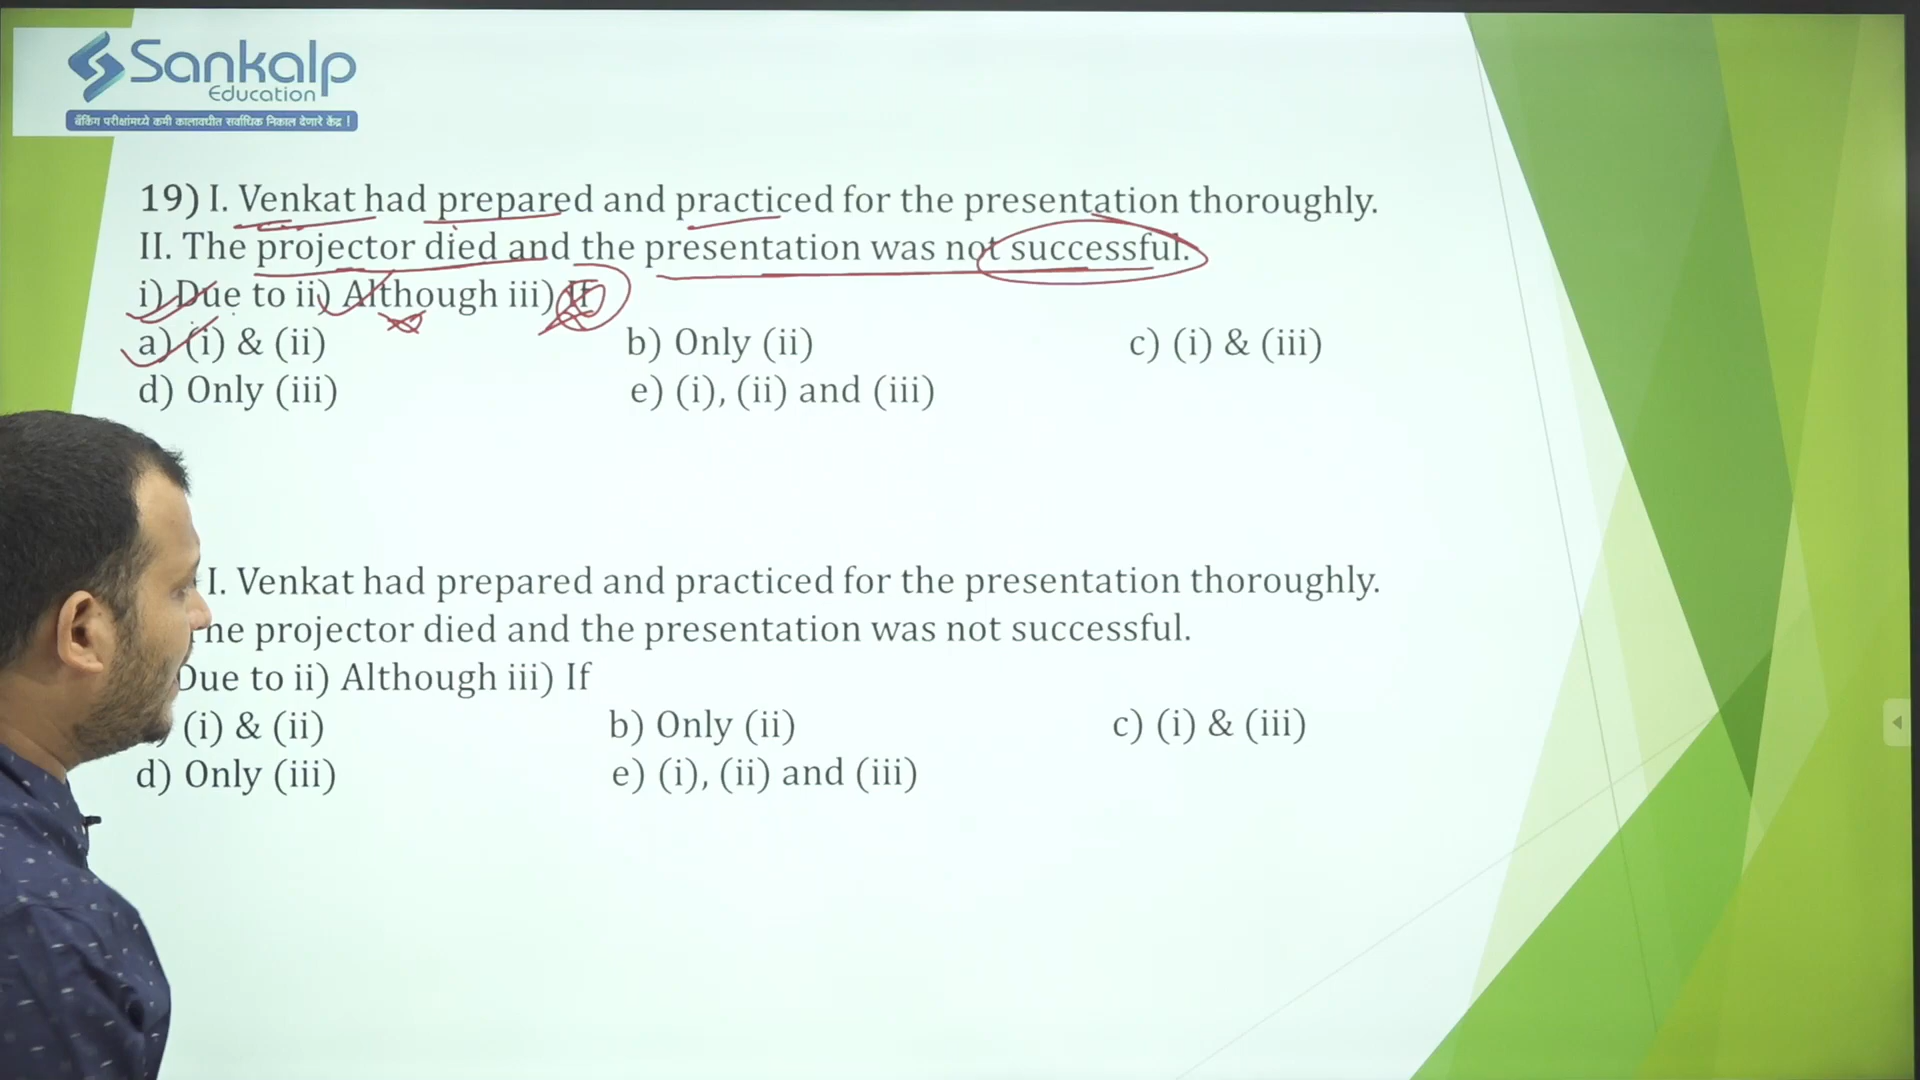 Sankalp
Education
बँकिंग परीक्षांमध्ये कमी कालावधीत सर्वाधिक निकाल देणारे केंद्र !
19) I. Venkat had prepared and practiced for the presentation thoroughly.
II. The projector died and the presentation was not successful.
i) Due to ii) Although iii) If
a) (i) & (ii) b) Only (ii) c) (i) & (iii)
d) Only (iii) e) (i), (ii) and (iii)
I. Venkat had prepared and practiced for the presentation thoroughly.
projector died and the presentation was not successful.
Due to ii) Although iii) If
(i) & (ii) b) Only (ii) c) (i) & (iii)
d) Only (iii) e) (i), (ii) and (iii)